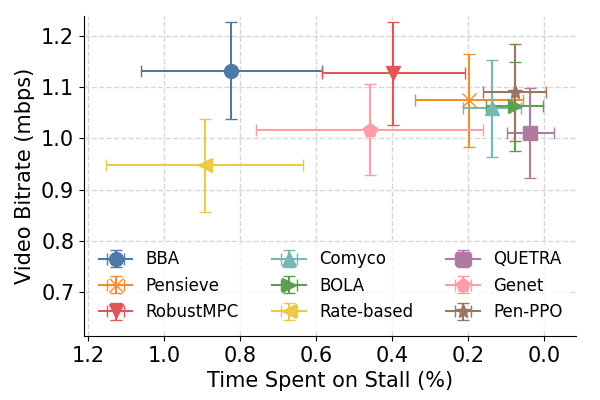 1.2
1.1
1.0
0.9
0.8
0.7
Video Bitrate (mbps)
BBA Comyco QUETRA
Pensieve BOLA Genet
RobustMPC Rate-based Pen-PPO
1.2 1.0 0.8 0.6 0.4 0.2 0.0
Time Spent on Stall (%)